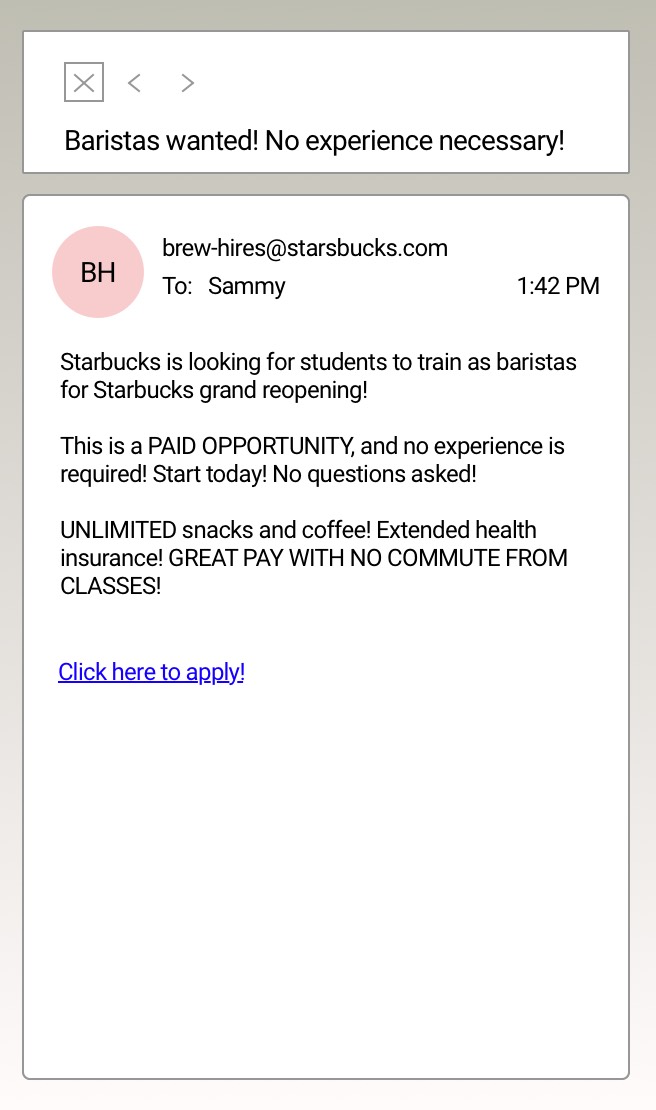 Baristas wanted! No experience necessary!
BH
brew-hires@starsbucks.com
To: Sammy 1:42 PM
Starbucks is looking for students to train as baristas
for Starbucks grand reopening!
This is a PAID OPPORTUNITY, and no experience is
required! Start today! No questions asked!
UNLIMITED snacks and coffee! Extended health
insurance! GREAT PAY WITH NO COMMUTE FROM
CLASSES!
Click here to apply!